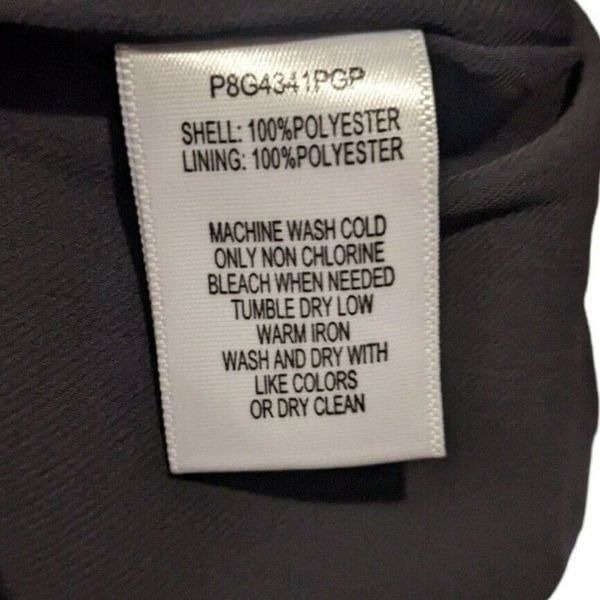 P8G4341PGP
SHELL: 100%POLYESTER
LINING: 100%POLYESTER
MACHINE WASH COLD
ONLY NON CHLORINE
BLEACH WHEN NEEDED
TUMBLE DRY LOW
WARM IRON
WASH AND DRY WITH
LIKE COLORS
OR DRY CLEAN